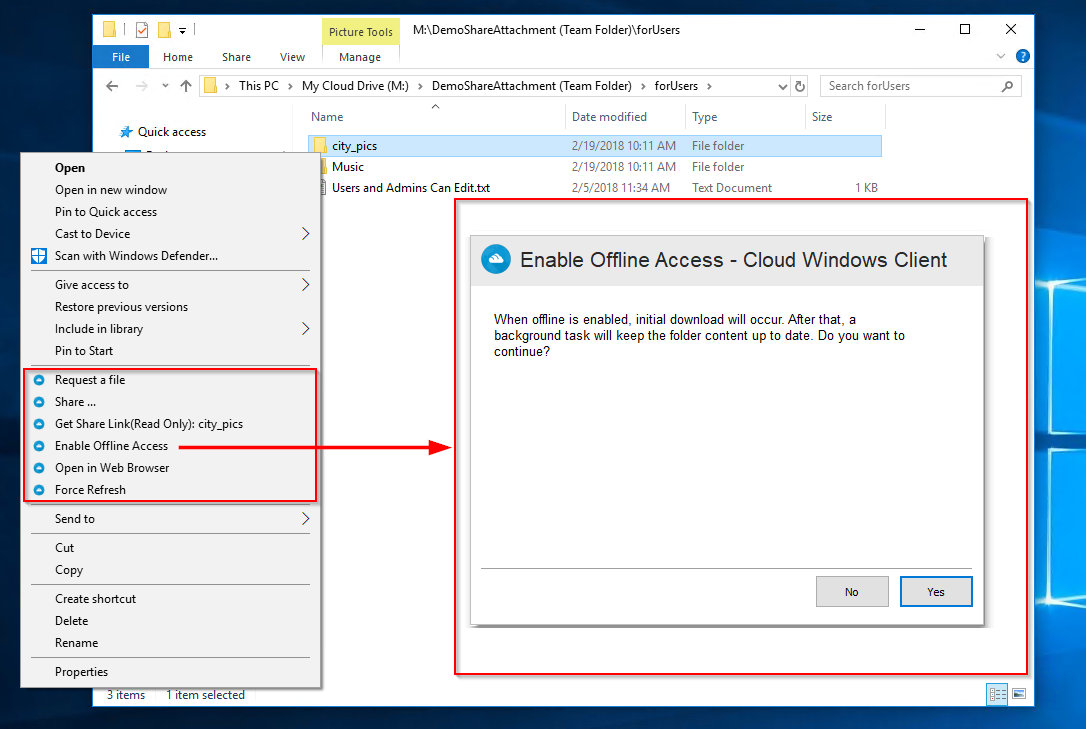 Picture Tools
M:\DemoShareAttachment (Team Folder)\forUsers
File
Home
Share
View
Manage
This PC
My Cloud Drive (M:)
DemoShareAttachment (Team Folder)
forUsers
Search forUsers
Name
Date modified
Type
Size
Quick access
city_pics
2/19/2018 10:11 AM
File folder
Music
2/19/2018 10:11 AM
File folder
Users and Admins Can Edit.txt
2/5/2018 11:34 AM
Text Document
1 KB
Open
Open in new window
Pin to Quick access
Cast to Device
Scan with Windows Defender...
Give access to
Restore previous versions
Include in library
Pin to Start
Request a file
Share ...
Get Share Link(Read Only): city_pics
Enable Offline Access
Open in Web Browser
Force Refresh
Send to
Cut
Copy
Create shortcut
Delete
Rename
Properties
Enable Offline Access - Cloud Windows Client
When offline is enabled, initial download will occur. After that, a
background task will keep the folder content up to date. Do you want to
continue?
No
Yes
3 items
1 item selected